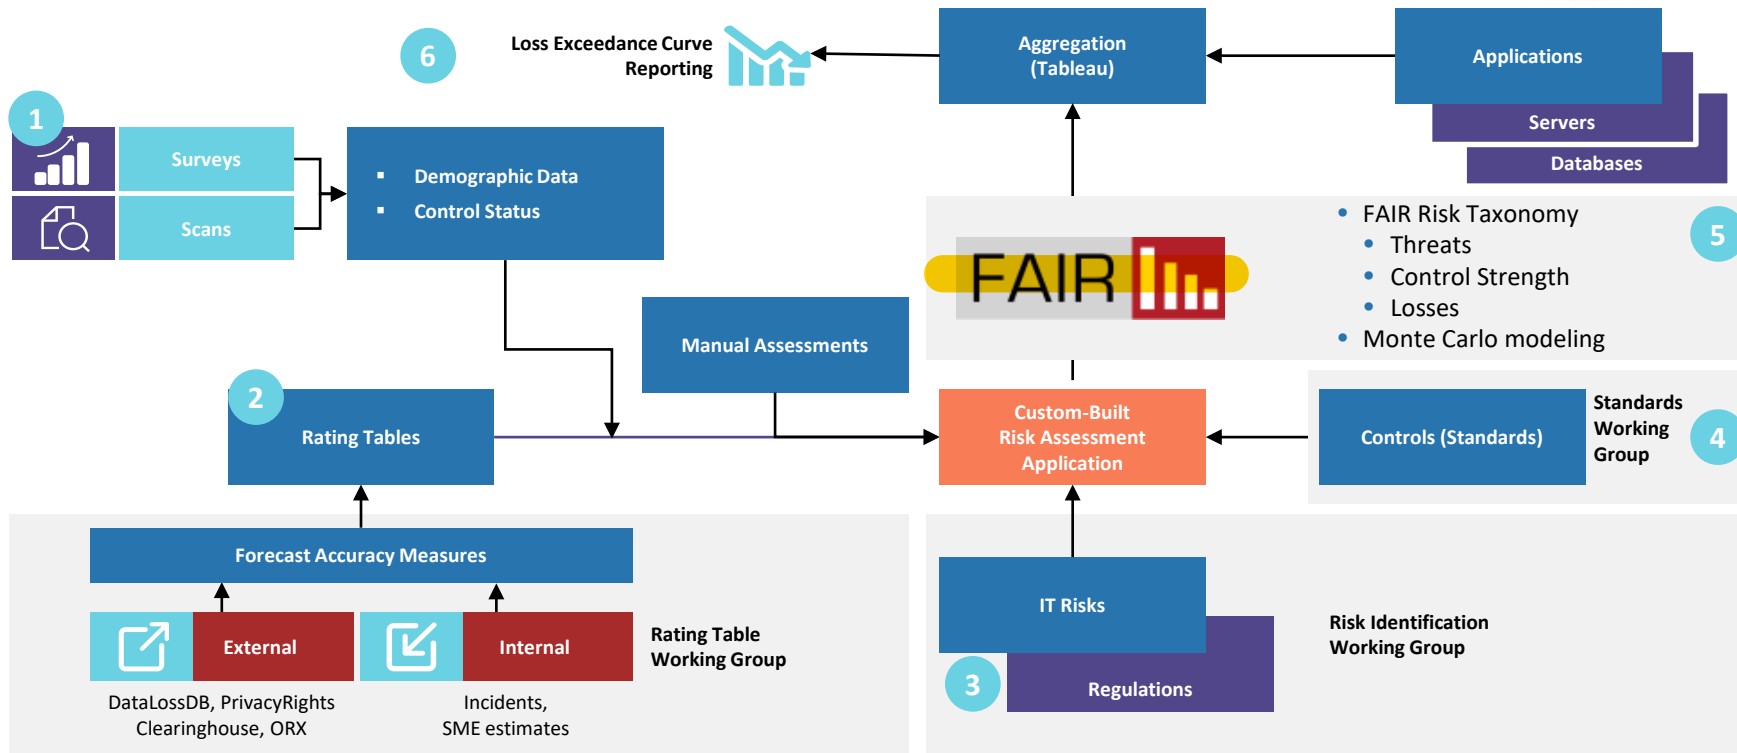 6
Loss Exceedance Curve
Reporting
Aggregation
(Tableau)
Applications
Servers
Databases
1
Surveys
Scans
▪ Demographic Data
▪ Control Status
FAIR
• FAIR Risk Taxonomy
• Threats
• Control Strength
• Losses
• Monte Carlo modeling
5
Manual Assessments
2
Rating Tables
Custom-Built
Risk Assessment
Application
Controls (Standards)
Standards
Working
Group
4
Forecast Accuracy Measures
External
Internal
DataLossDB, PrivacyRights
Clearinghouse, ORX
Incidents,
SME estimates
Rating Table
Working Group
IT Risks
3
Regulations
Risk Identification
Working Group